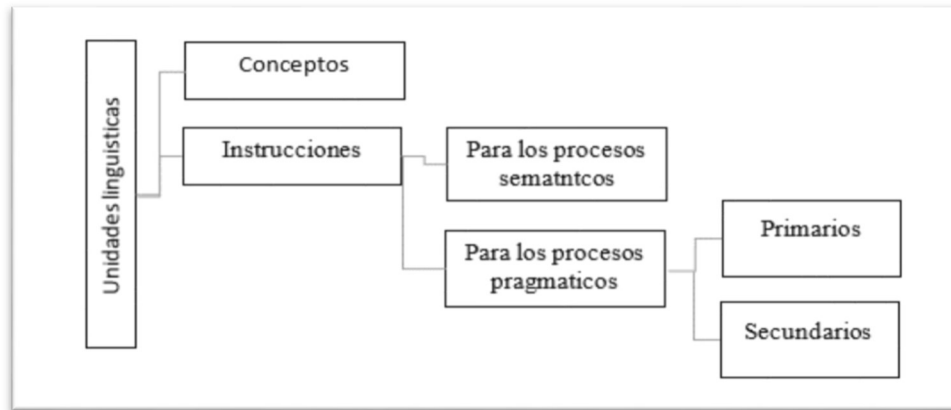 Unidades linguisticas
Conceptos
Instrucciones
Para los procesos
sematntcos
Para los procesos
pragmaticos
Primarios
Secundarios